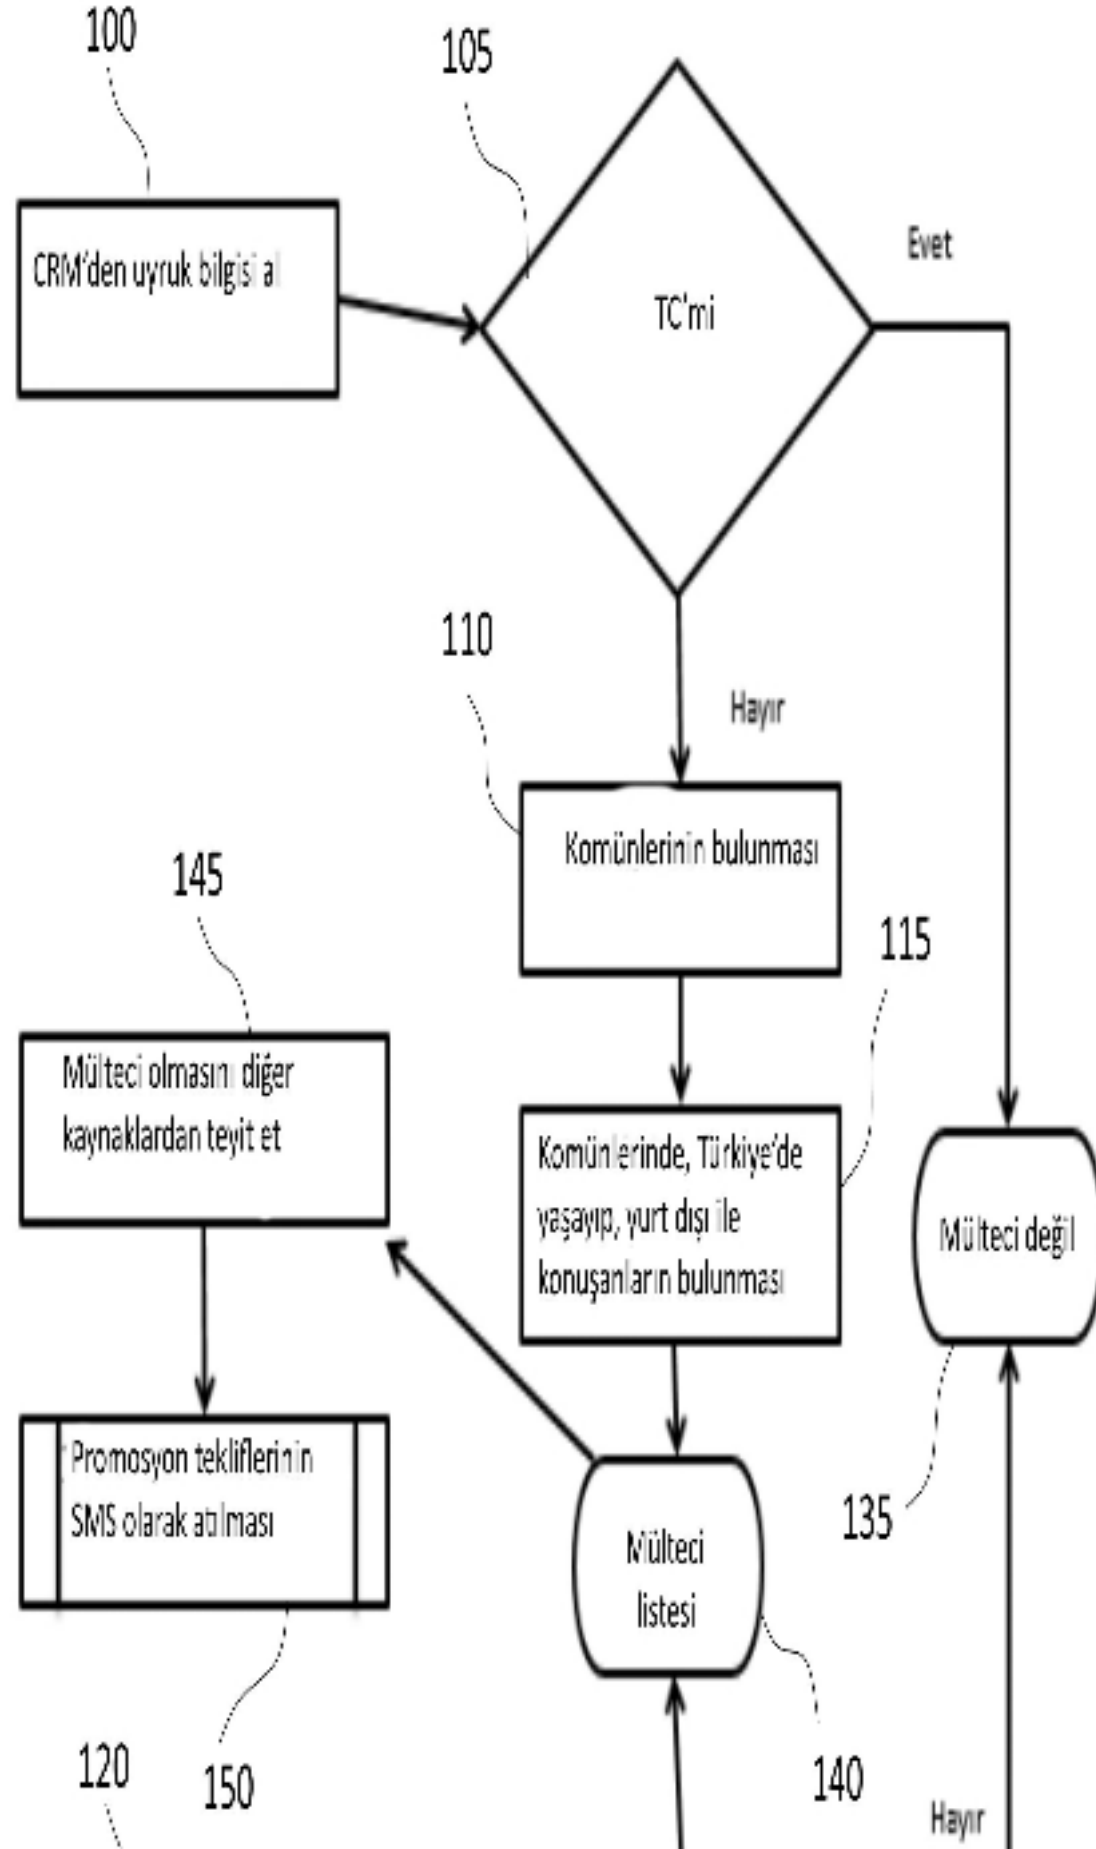 100
105
CRM'den uyruk bilgisi al
Evet
TC'mi
110
Hayır
Komünlerinin bulunması
145
115
Mülteci olmasını diğer
kaynaklardan teyit et
Komünlerinde, Türkiye'de
yaşayıp, yurt dışı ile
konuşanların bulunması
Mülteci değil
Promosyon tekliflerinin
SMS olarak atılması
135
Mülteci
listesi
120
150
140
Hayır